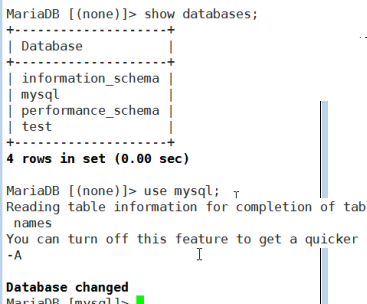 MariaDB [(none)]> show databases;
+--------------------+
| Database           |
+--------------------+
| information_schema |
| mysql              |
| performance_schema |
| test               |
+--------------------+
4 rows in set (0.00 sec)
MariaDB [(none)]> use mysql;
Reading table information for completion of tab
names
You can turn off this feature to get a quicker
-A
Database changed
MariaDB [mysql]>